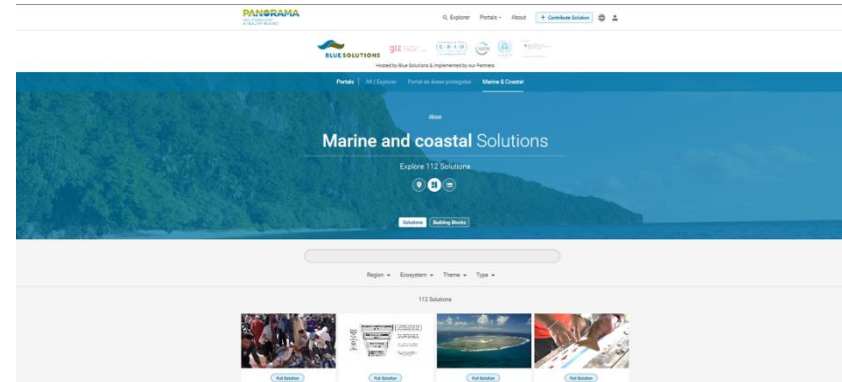 PANORAMA
Explorer Portals About + Contribute Solution
BLUE SOLUTIONS giz GRID
Hosted by Blue Solutions & implemented by our Partners
Portals All / Explorer Portal de áreas protegidas Marine & Coastal
About
Marine and coastal Solutions
Explore 112 Solutions
Solutions Building Blocks
Region Ecosystem Theme Type
112 Solutions
Full Solution Full Solution Full Solution Full Solution